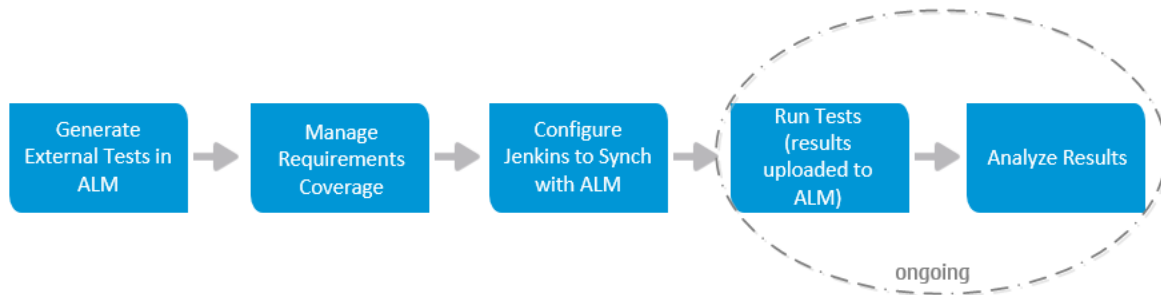 Generate
External Tests in
ALM
Manage
Requirements
Coverage
Configure
Jenkins to Synch
with ALM
Run Tests
(results
uploaded to
ALM)
Analyze Results
ongoing